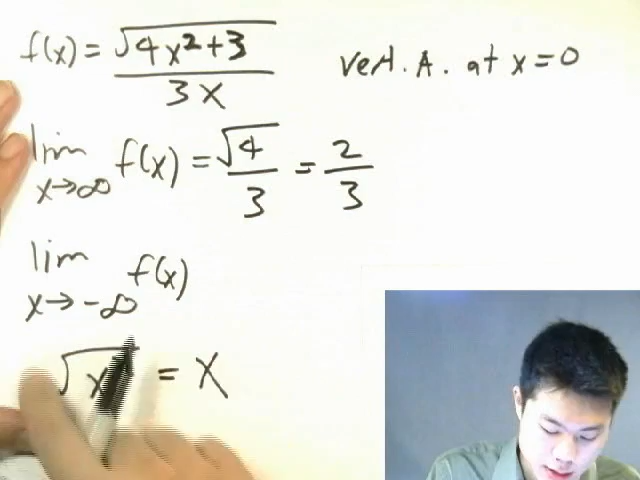 f(x) = √4x²+3 / 3x
vert. A. at x=0
lim x→∞ f(x) = √4 / 3 = 2/3
lim x→-∞ f(x)
√x = x